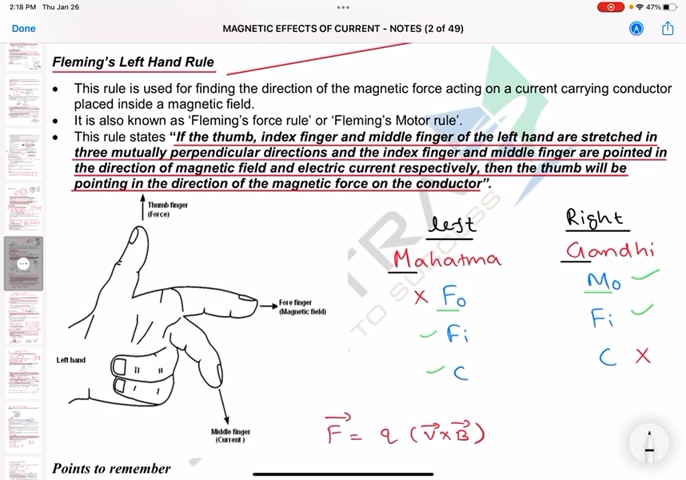 2:18 PM Thu Jan 26
47%
Done
MAGNETIC EFFECTS OF CURRENT - NOTES (2 of 49)
Fleming's Left Hand Rule
• This rule is used for finding the direction of the magnetic force acting on a current carrying conductor
placed inside a magnetic field.
• It is also known as 'Fleming's force rule' or 'Fleming's Motor rule'.
• This rule states "If the thumb, index finger and middle finger of the left hand are stretched in
three mutually perpendicular directions and the index finger and middle finger are pointed in
the direction of magnetic field and electric current respectively, then the thumb will be
pointing in the direction of the magnetic force on the conductor".
Thumb finger
(Force)
Fore finger
(Magnetic field)
Left hand
Middle finger
(Current)
left
Mahatma
× Fo
✓ Fi
✓ C
Right
Gandhi
Mo ✓
Fi ✓
C ×
F = q (V × B)
TO SUCCESS
Points to remember